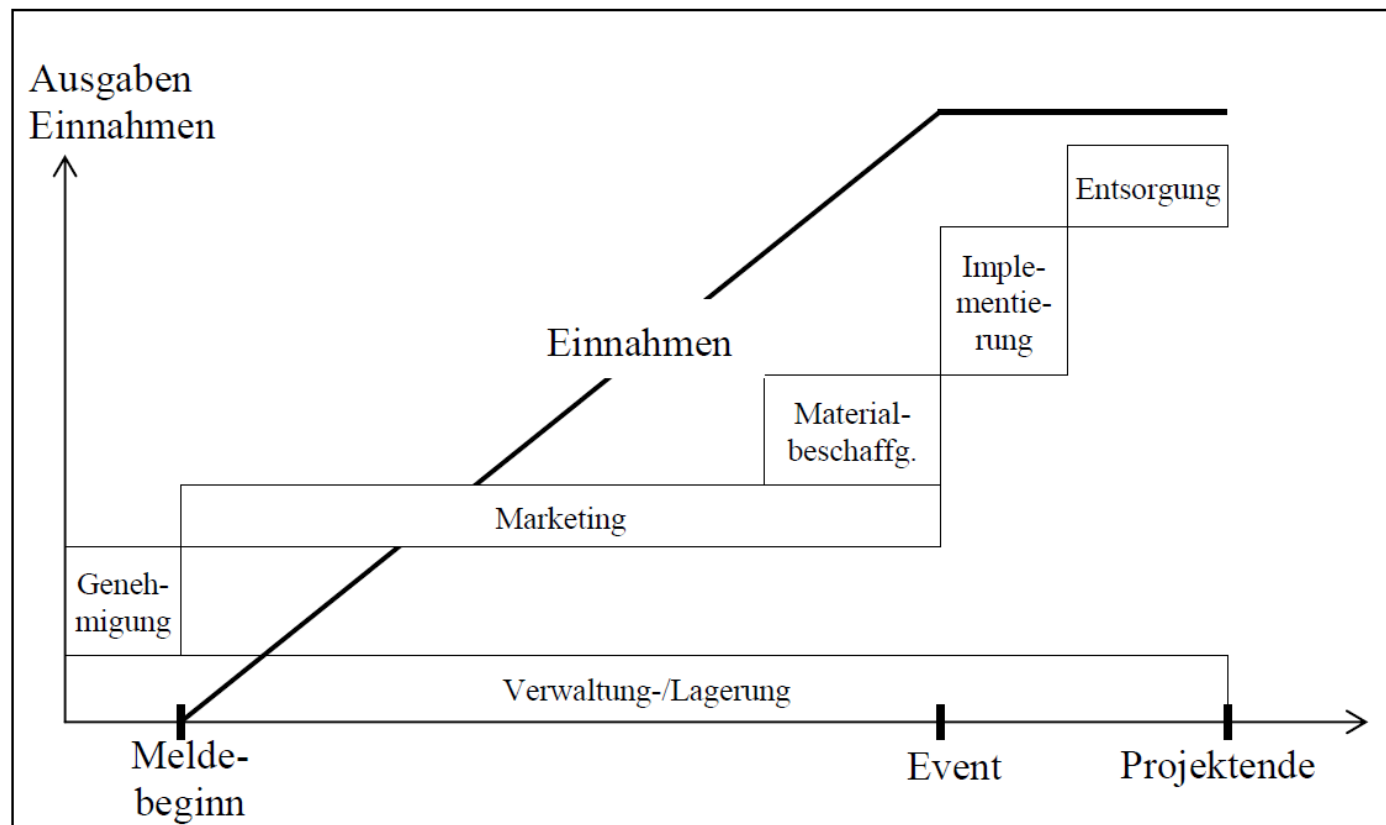 Ausgaben
Einnahmen
Entsorgung
Imple-
mentie-
rung
Einnahmen
Material-
beschaffg.
Marketing
Geneh-
migung
Verwaltung-/Lagerung
Melde-
beginn
Event
Projektende